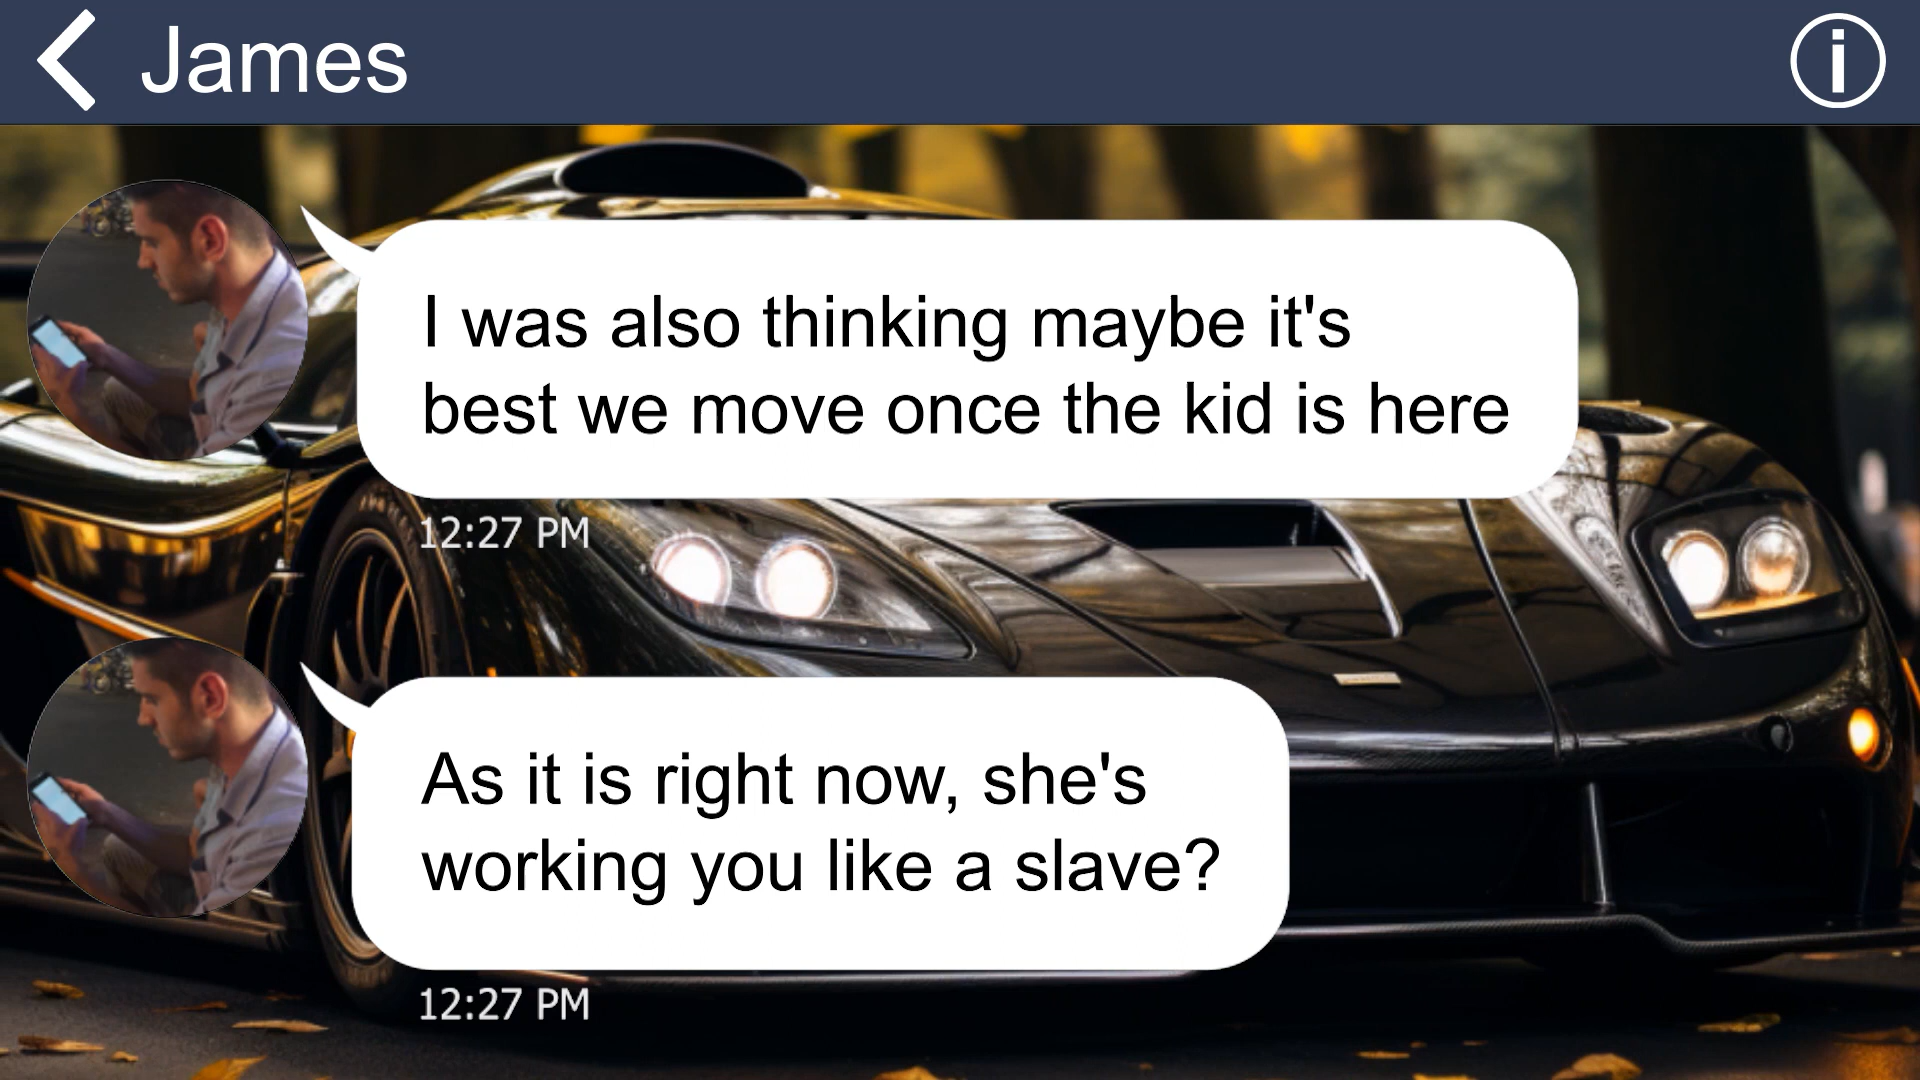 James
I was also thinking maybe it's
best we move once the kid is here
12:27 PM
As it is right now, she's
working you like a slave?
12:27 PM